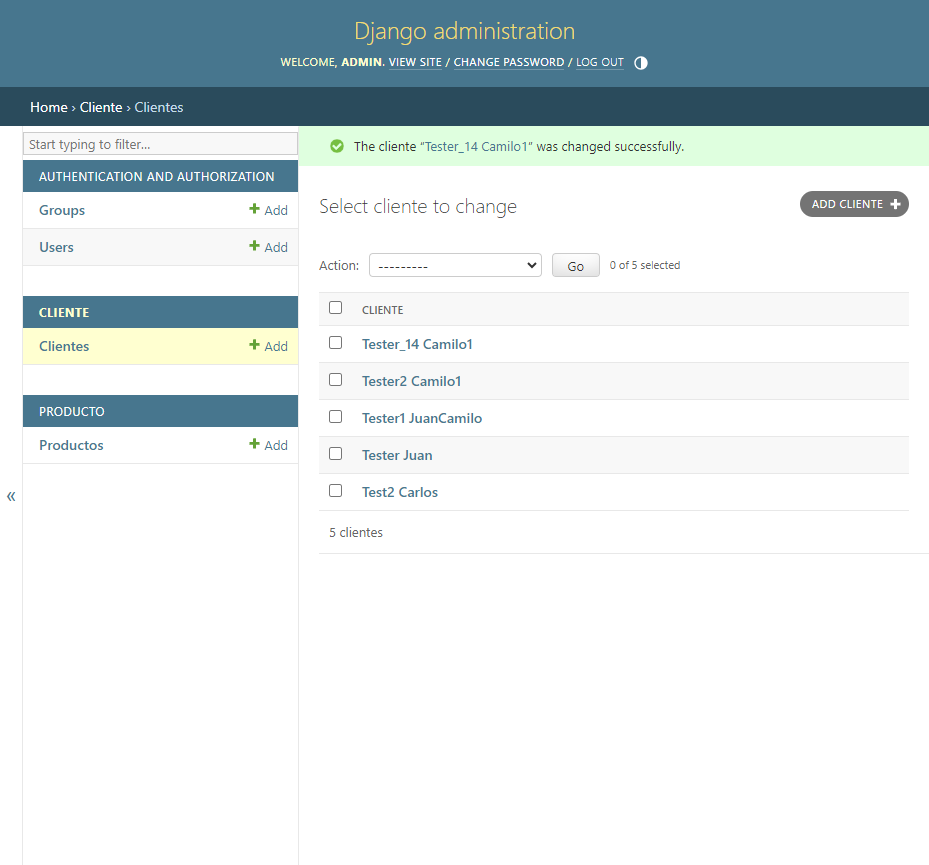 Django administration
WELCOME, ADMIN. VIEW SITE / CHANGE PASSWORD / LOG OUT
Home › Cliente › Clientes
Start typing to filter...
AUTHENTICATION AND AUTHORIZATION
Groups Add
Users Add
CLIENTE
Clientes Add
PRODUCTO
Productos Add
«
The cliente “Tester_14 Camilo1” was changed successfully.
Select cliente to change
ADD CLIENTE
Action: --------- Go 0 of 5 selected
CLIENTE
Tester_14 Camilo1
Tester2 Camilo1
Tester1 JuanCamilo
Tester Juan
Test2 Carlos
5 clientes